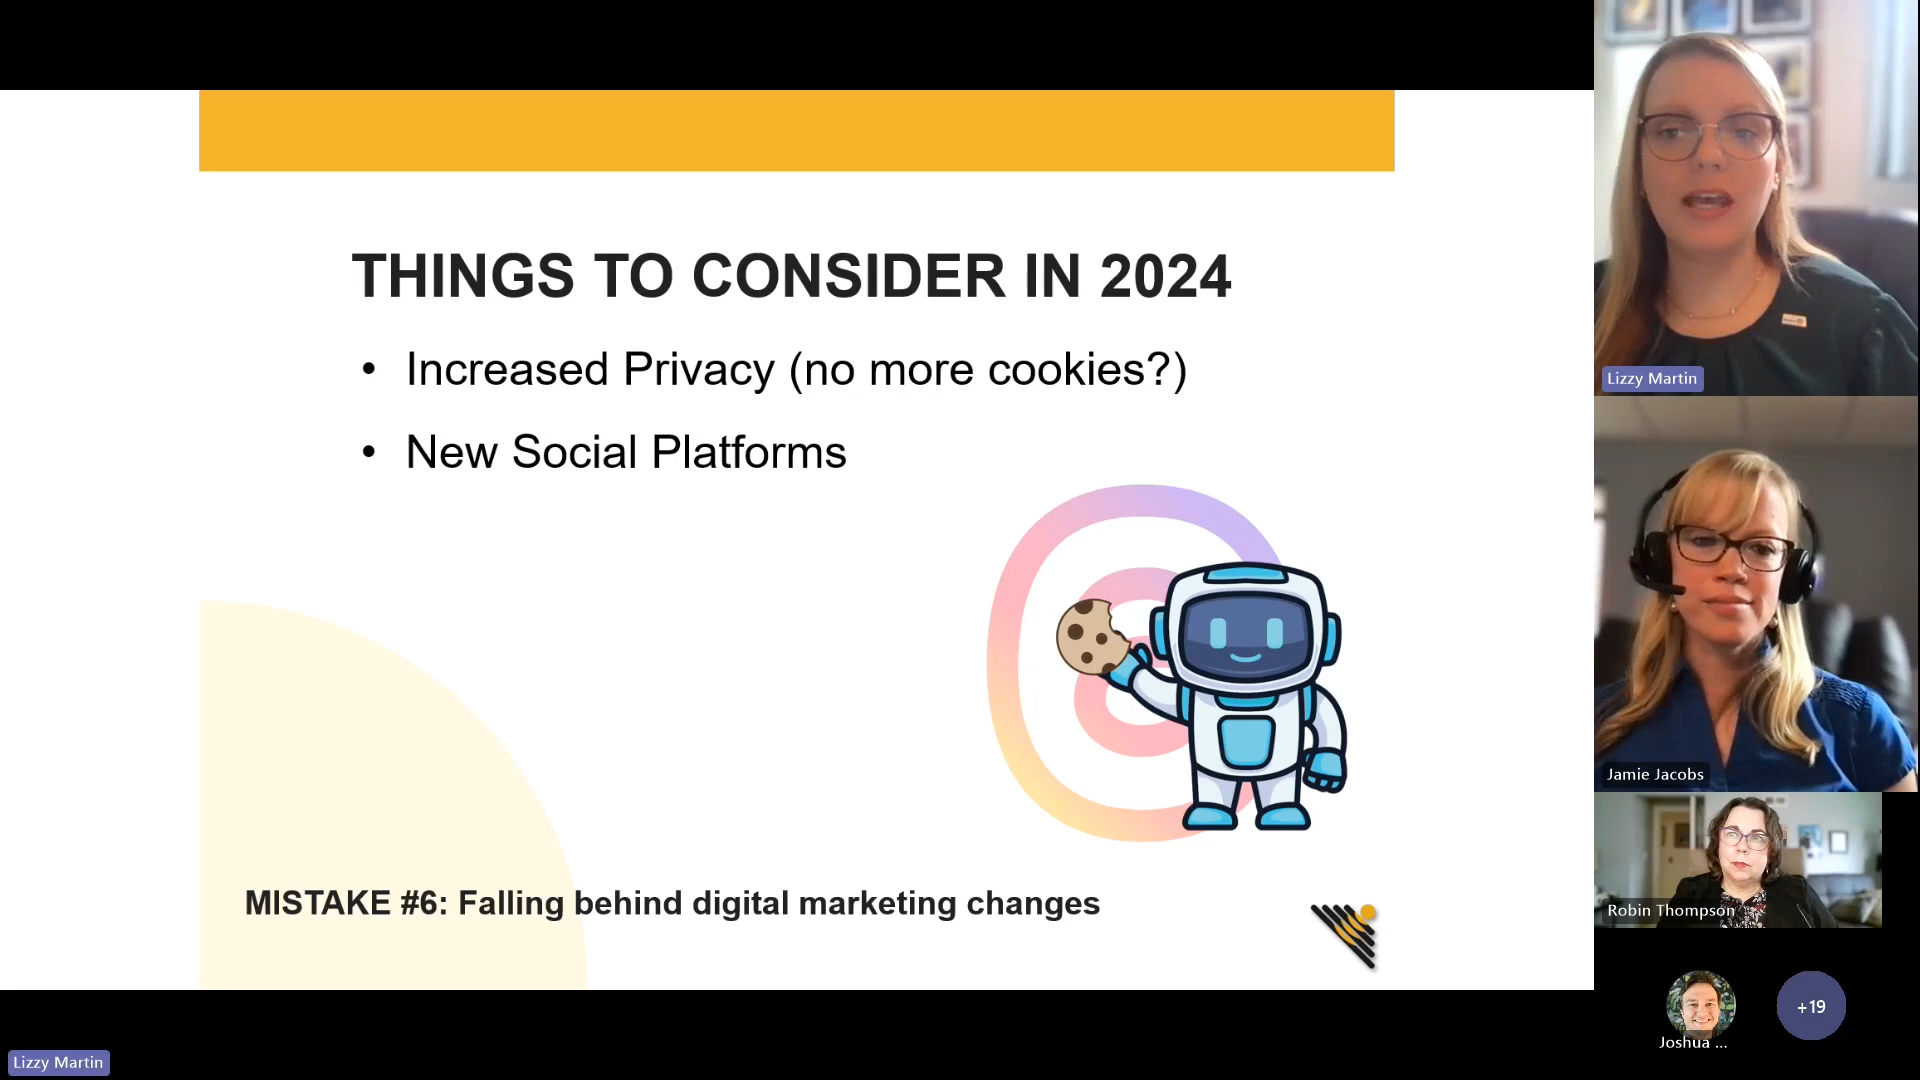 THINGS TO CONSIDER IN 2024
• Increased Privacy (no more cookies?)
• New Social Platforms
MISTAKE #6: Falling behind digital marketing changes
Lizzy Martin
Jamie Jacobs
Robin Thompson
Joshua ...
+19
Lizzy Martin